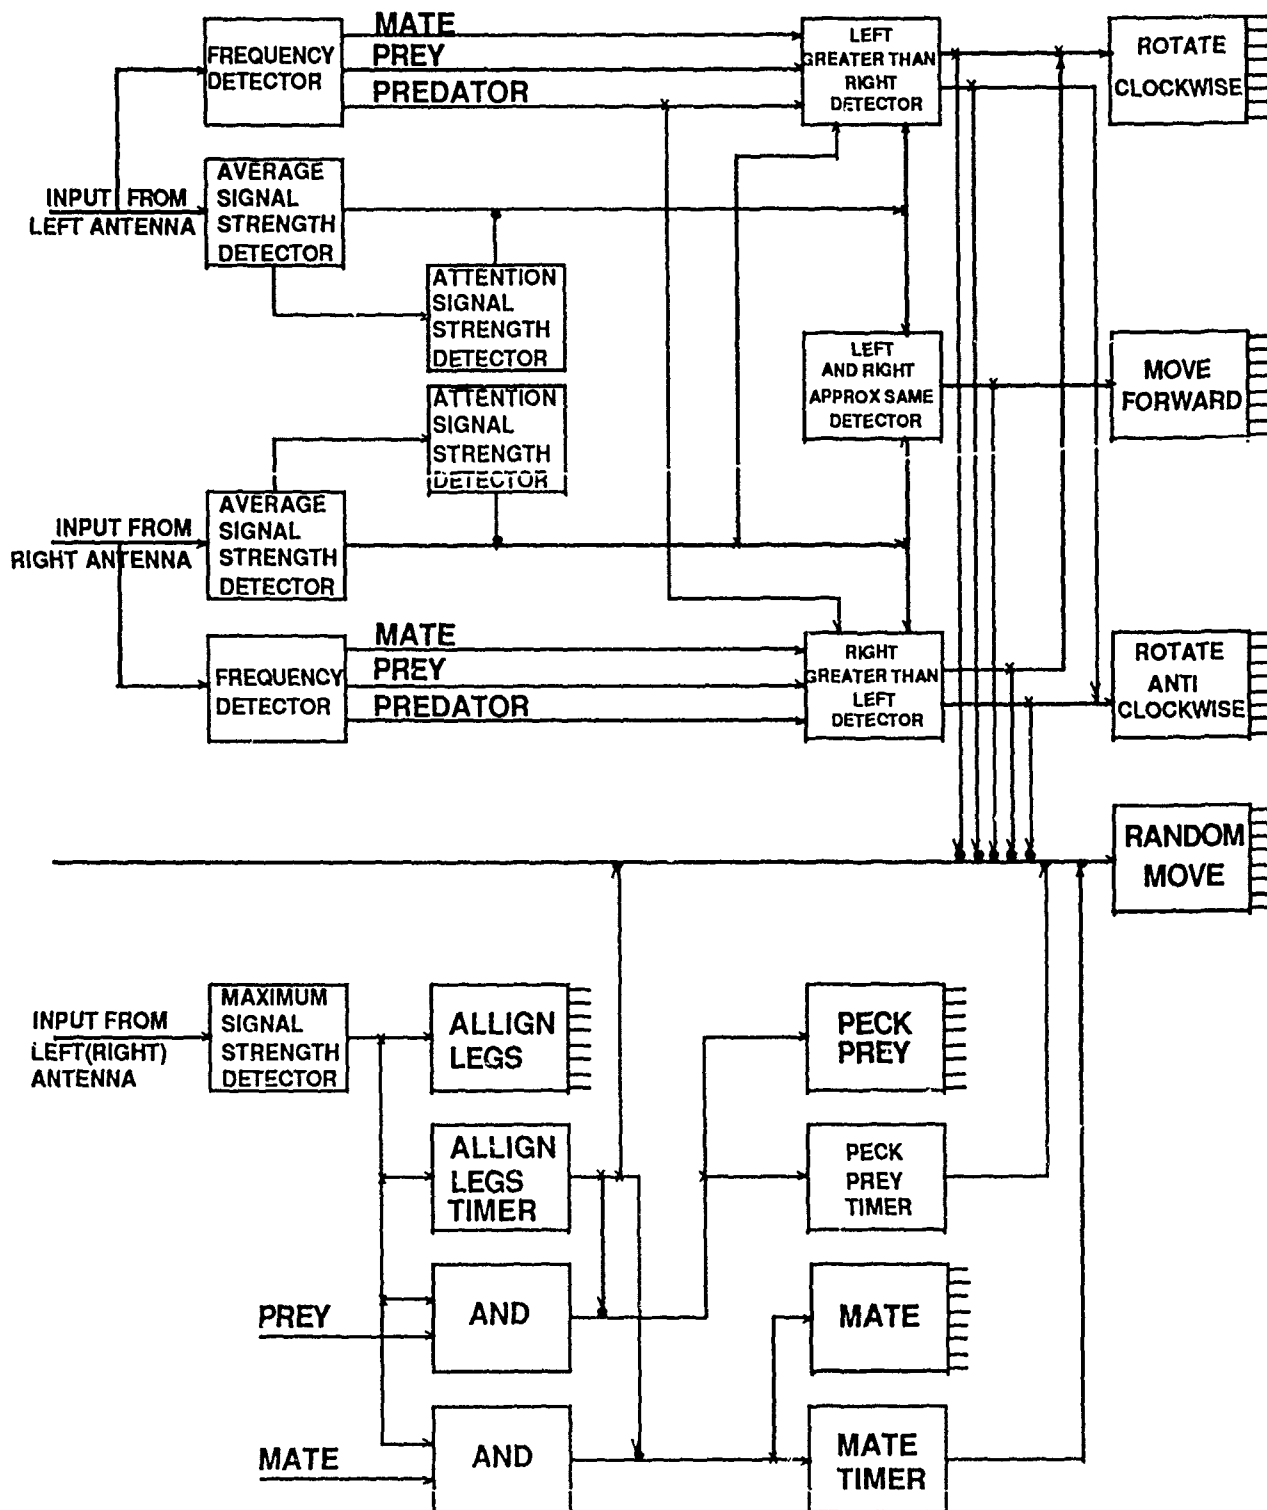 MATE
PREY
PREDATOR
FREQUENCY
DETECTOR
LEFT
GREATER THAN
RIGHT
DETECTOR
ROTATE
CLOCKWISE
INPUT FROM
LEFT ANTENNA
AVERAGE
SIGNAL
STRENGTH
DETECTOR
ATTENTION
SIGNAL
STRENGTH
DETECTOR
LEFT
AND RIGHT
APPROX SAME
DETECTOR
MOVE
FORWARD
ATTENTION
SIGNAL
STRENGTH
DETECTOR
INPUT FROM
RIGHT ANTENNA
AVERAGE
SIGNAL
STRENGTH
DETECTOR
MATE
PREY
PREDATOR
FREQUENCY
DETECTOR
RIGHT
GREATER THAN
LEFT
DETECTOR
ROTATE
ANTI
CLOCKWISE
RANDOM
MOVE
INPUT FROM
LEFT(RIGHT)
ANTENNA
MAXIMUM
SIGNAL
STRENGTH
DETECTOR
ALLIGN
LEGS
PECK
PREY
ALLIGN
LEGS
TIMER
PECK
PREY
TIMER
PREY
AND
MATE
MATE
AND
MATE
TIMER